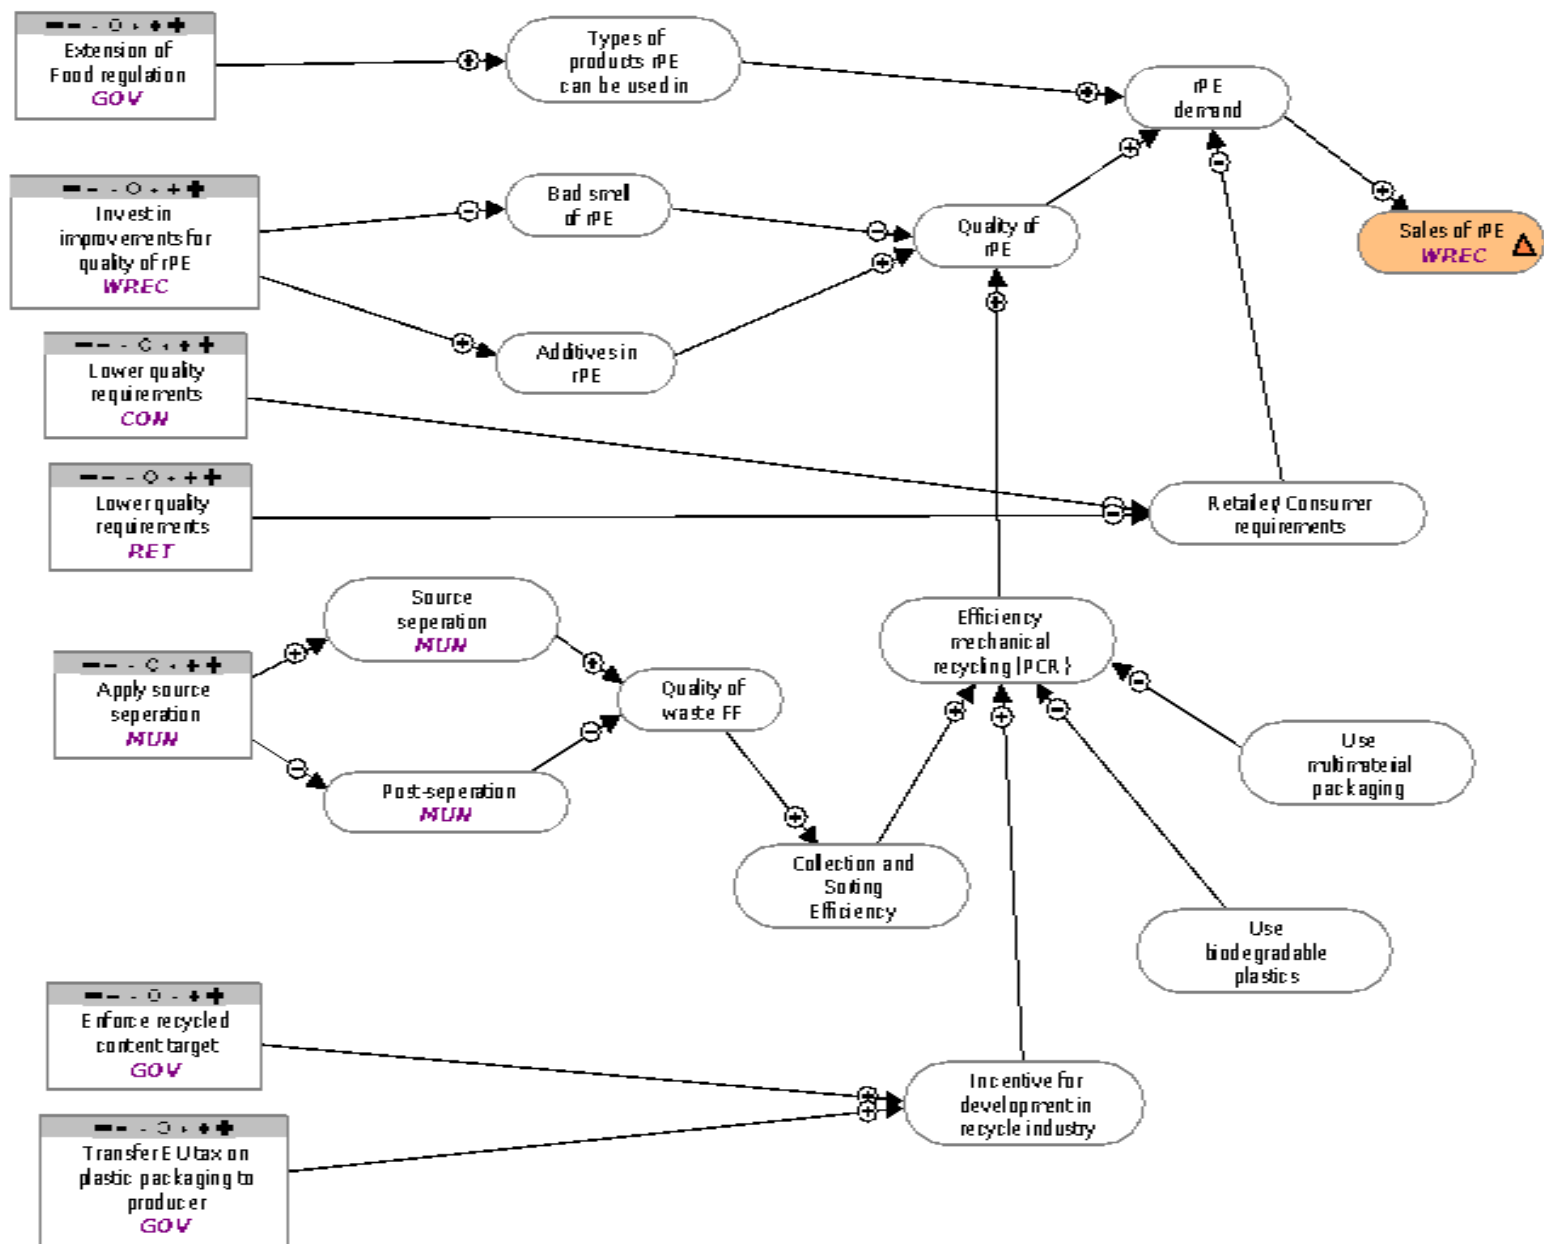 Extension of
Food regulation
GOV
Types of
products rPE
can be used in
rPE
demand
Invest in
improvements for
quality of rPE
WREC
Bad smell
of rPE
Quality of
rPE
Sales of rPE
WREC
Additives in
rPE
Lower quality
requirements
CON
Lower quality
requirements
RET
Retailer/Consumer
requirements
Source
seperation
MUN
Efficiency
mechanical
recycling (PCR)
Apply source
seperation
MUN
Quality of
waste FF
Post-seperation
MUN
Use
multimaterial
packaging
Collection and
Sorting
Efficiency
Use
biodegradable
plastics
Enforce recycled
content target
GOV
Incentive for
development in
recycle industry
Transfer EU tax on
plastic packaging to
producer
GOV